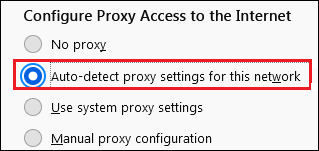 Configure Proxy Access to the Internet
No proxy
Auto-detect proxy settings for this network
Use system proxy settings
Manual proxy configuration